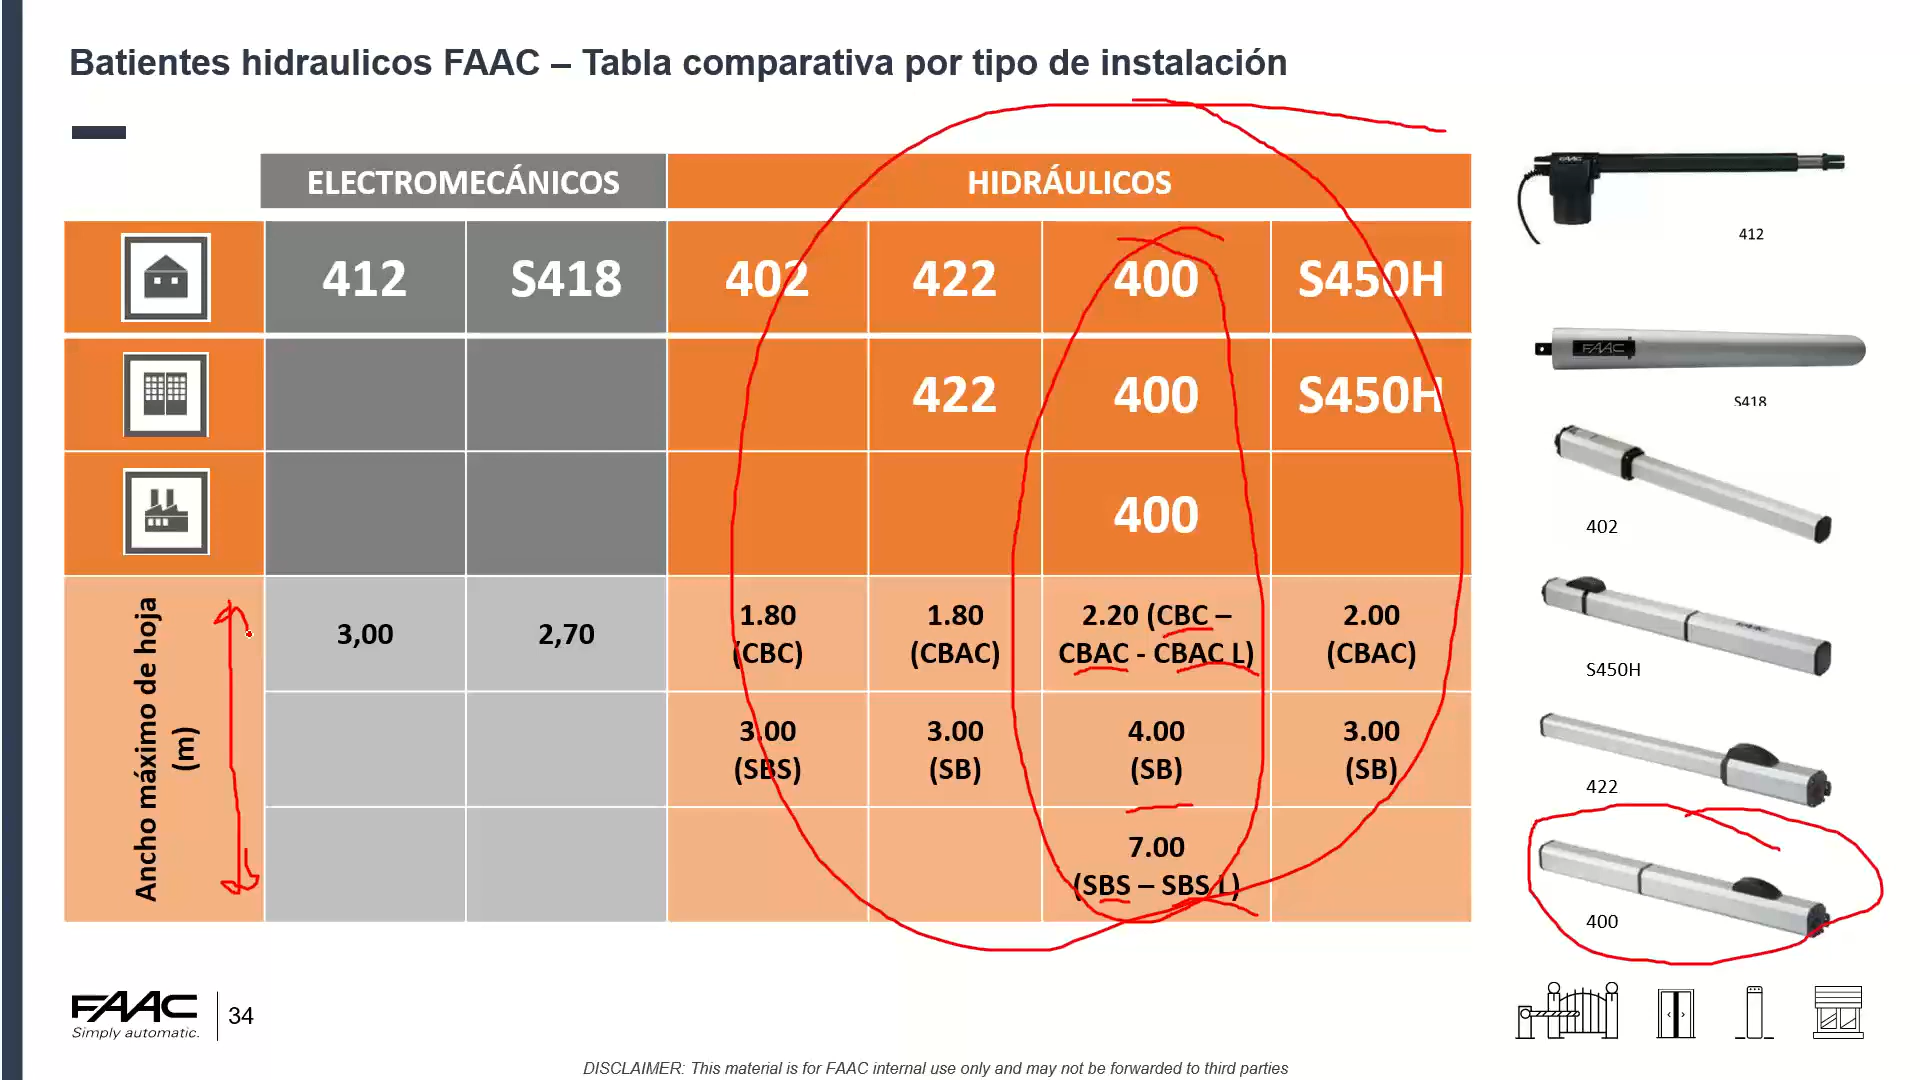 Batientes hidraulicos FAAC – Tabla comparativa por tipo de instalación
ELECTROMECÁNICOS HIDRÁULICOS
412 S418 402 422 400 S450H
422 400 S450H
400
Ancho máximo de hoja
(m)
3,00 2,70 1.80 1.80 2.20 (CBC – 2.00
(CBC) (CBAC) CBAC - CBAC L) (CBAC)
3.00 3.00 4.00 3.00
(SBS) (SB) (SB) (SB)
7.00
(SBS – SBS L)
412
FAAC
S418
402
S450H
422
400
FAAC
Simply automatic.
34
DISCLAIMER: This material is for FAAC internal use only and may not be forwarded to third parties